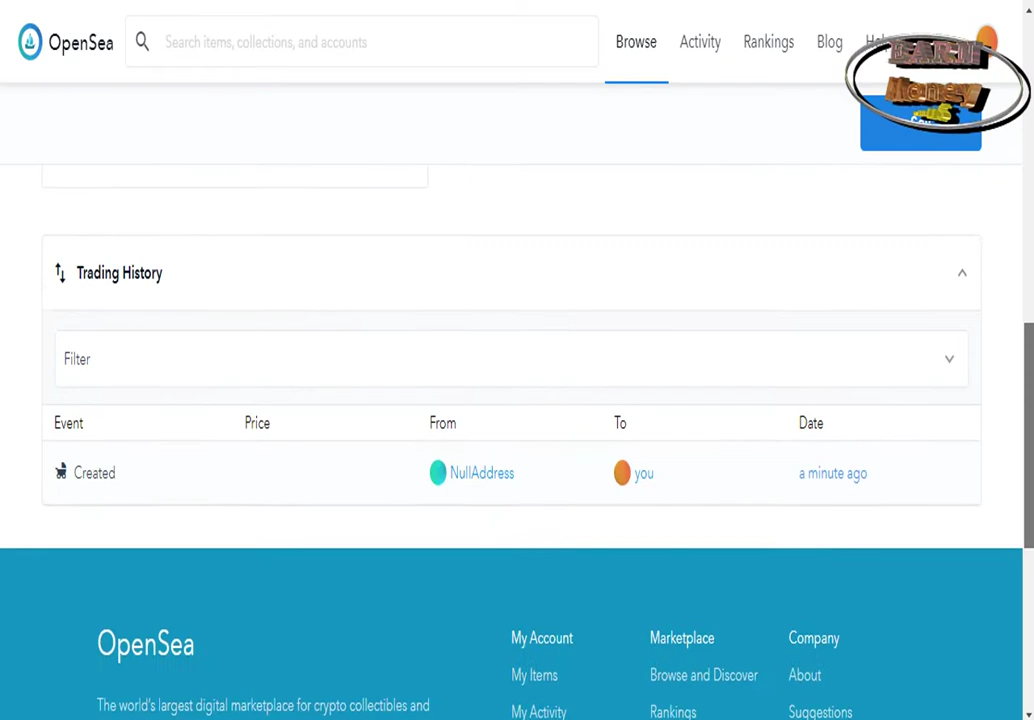 OpenSea
Search items, collections, and accounts
Browse Activity Rankings Blog
EARN
Money
Trading History
Filter
Event Price From To Date
Created NullAddress you a minute ago
OpenSea
The world's largest digital marketplace for crypto collectibles and
My Account
My Items
My Activity
Marketplace
Browse and Discover
Rankings
Company
About
Suggestions